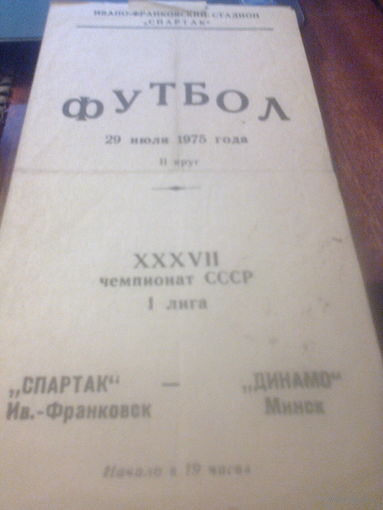 ИВАНО-ФРАНКОВСКИЙ СТАДИОН
„СПАРТАК“
ФУТБОЛ
29 июля 1975 года
II круг
XXXVII
чемпионат СССР
I лига
„СПАРТАК“ — „ДИНАМО“
Ив.-Франковск Минск
Начало в 19 часов